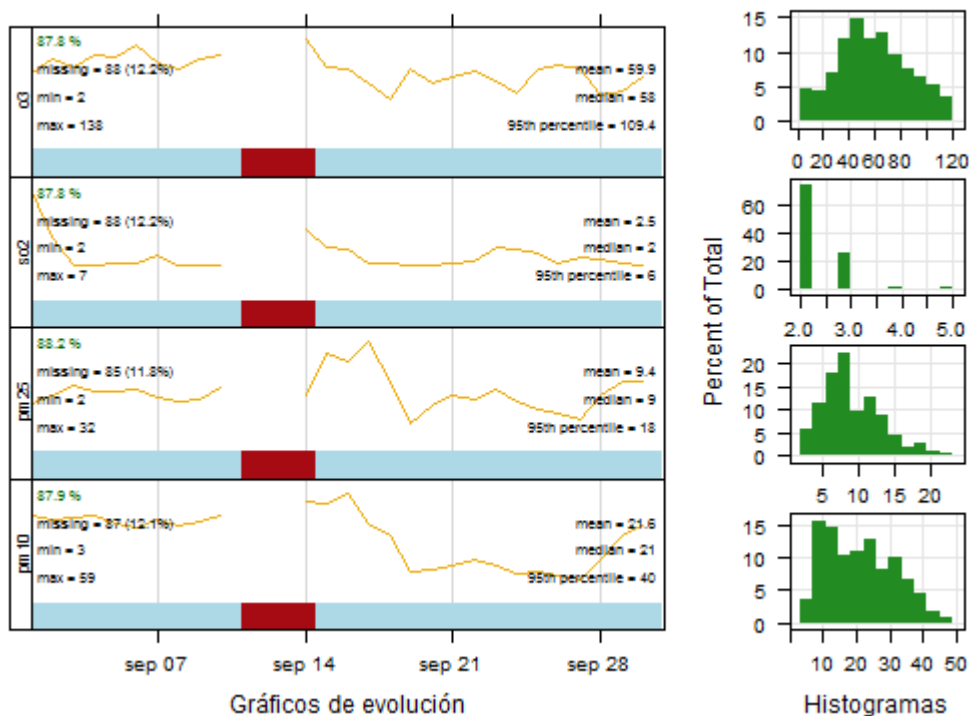 o3
87.8 %
missing = 88 (12.2%)
min = 2
max = 138
mean = 59.9
median = 58
95th percentile = 109.4
so2
87.8 %
missing = 88 (12.2%)
min = 2
max = 7
mean = 2.5
median = 2
95th percentile = 6
pm 25
88.2 %
missing = 85 (11.8%)
min = 2
max = 32
mean = 9.4
median = 9
95th percentile = 18
pm 10
87.9 %
missing = 87 (12.1%)
min = 3
max = 59
mean = 21.6
median = 21
95th percentile = 40
sep 07 sep 14 sep 21 sep 28
Gráficos de evolución
Percent of Total
15
10
5
0
0 20 40 60 80 120
60
40
20
0
2.0 3.0 4.0 5.0
20
15
10
5
0
5 10 15 20
15
10
5
0
10 20 30 40 50
Histogramas